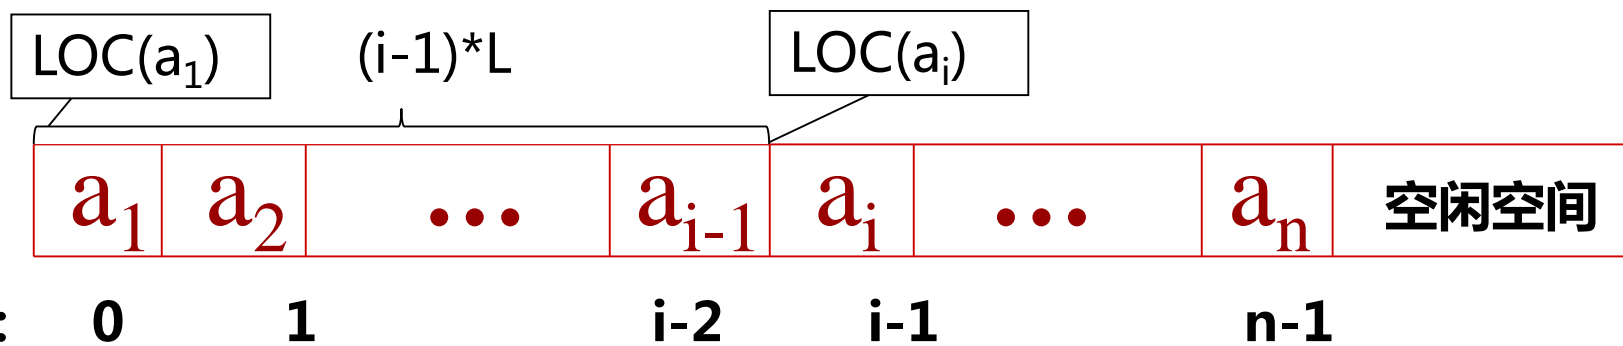 LOC(a₁) (i-1)*L LOC(aᵢ)
a₁ a₂ ... aᵢ₋₁ aᵢ ... aₙ 空闲空间
: 0 1 i-2 i-1 n-1